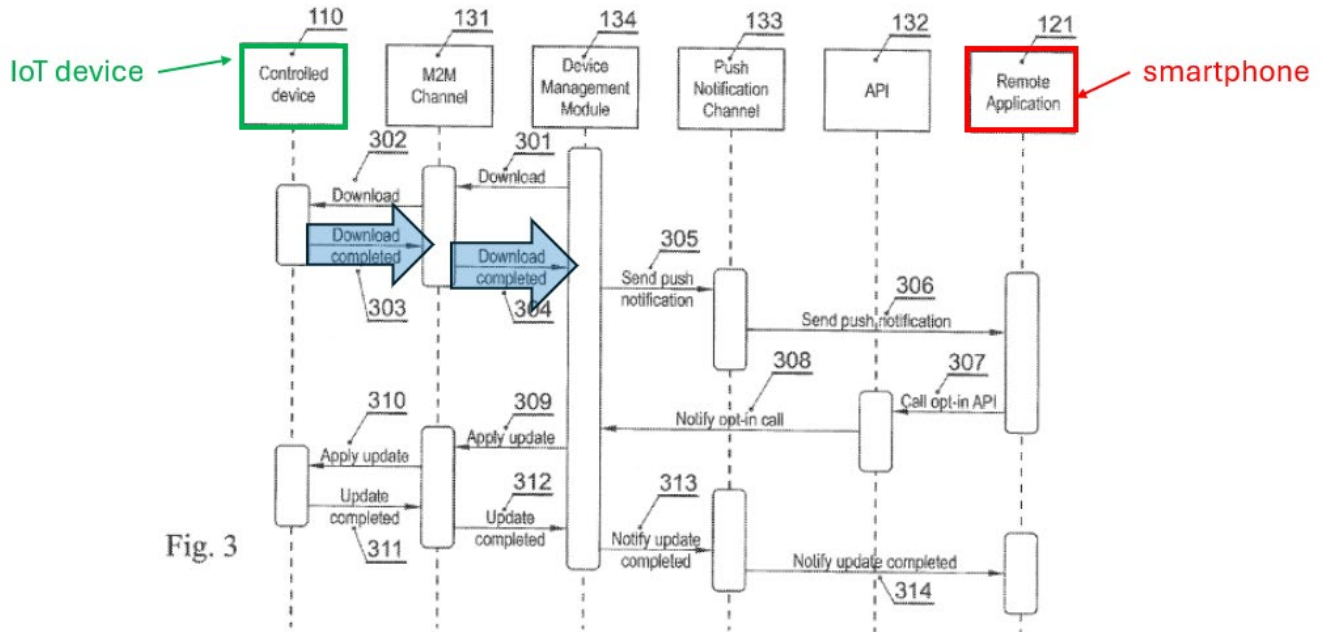 110
131
134
133
132
121
IoT device
Controlled
device
M2M
Channel
Device
Management
Module
Push
Notification
Channel
API
Remote
Application
smartphone
302
301
Download
Download
Download
completed
303
Download
completed
304
305
Send push
notification
306
Send push notification
307
Call opt-in API
308
Notify opt-in call
310
309
Apply update
Apply update
Update
completed
311
312
Update
completed
313
Notify update
completed
Notify update completed
314
Fig. 3